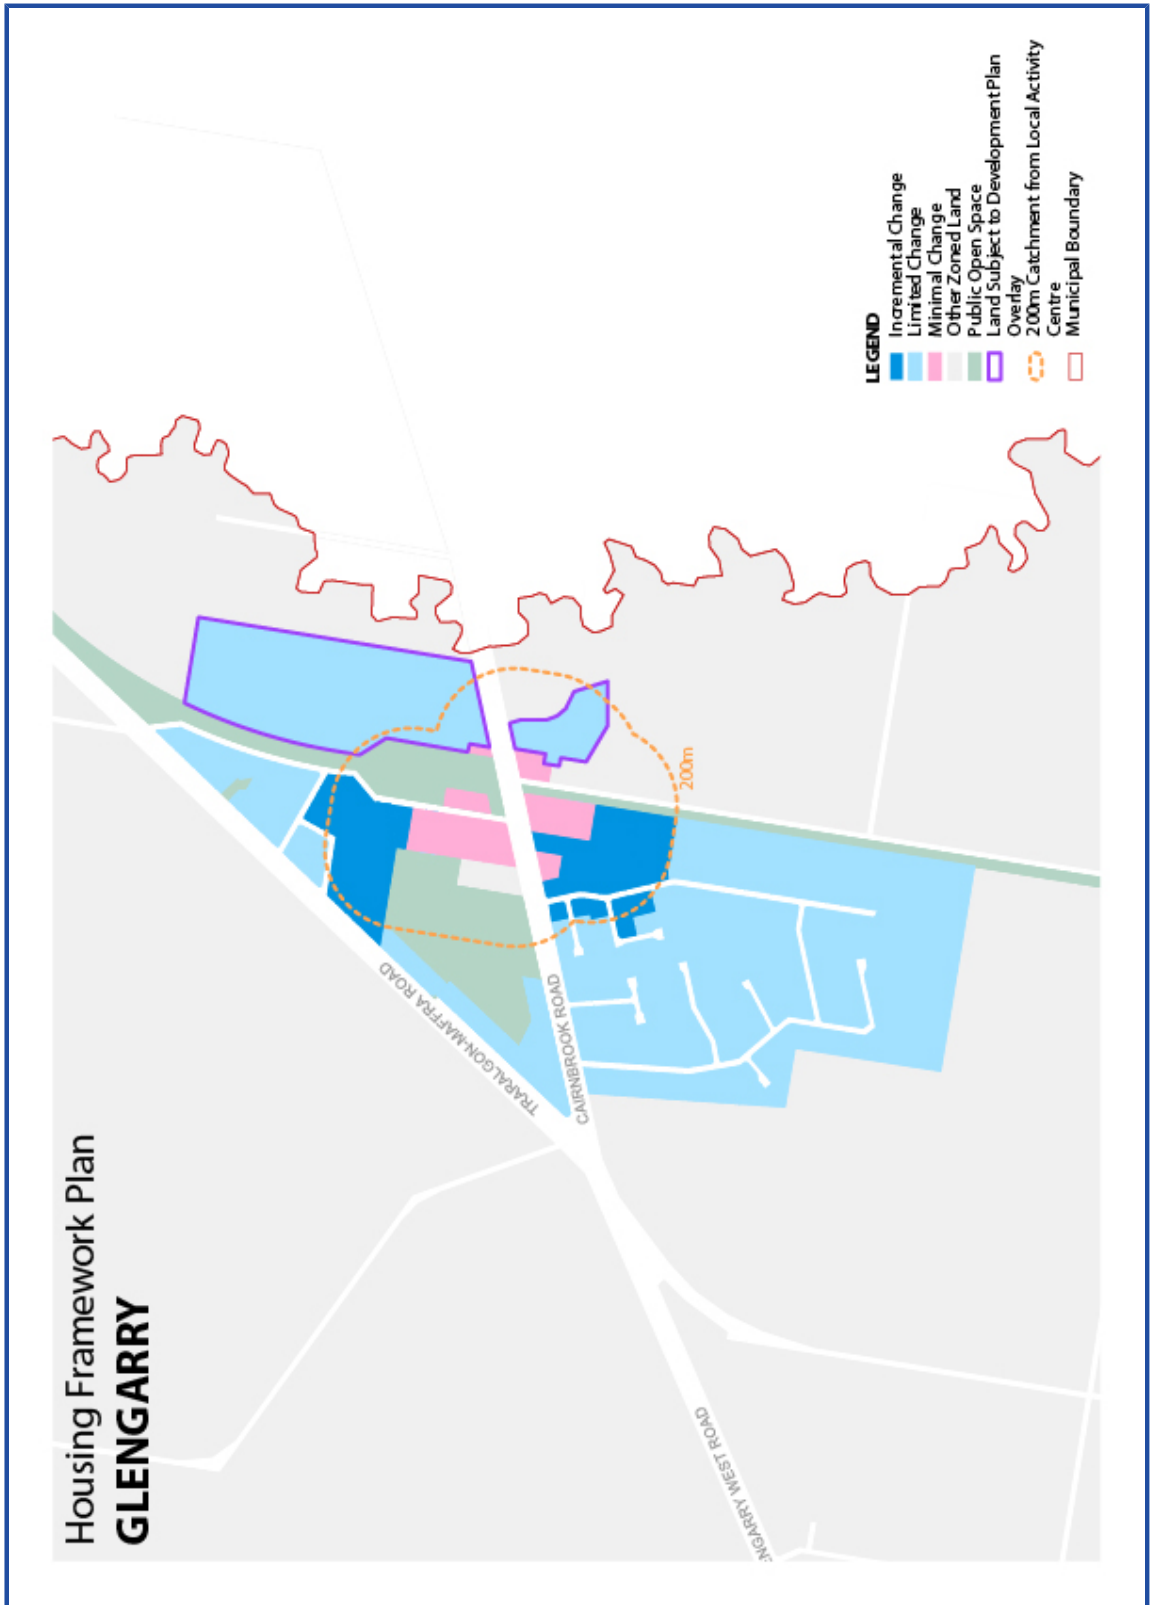 Housing Framework Plan
GLENGARRY
LEGEND
Incremental Change
Limited Change
Minimal Change
Other Zoned Land
Public Open Space
Land Subject to Development Plan
Overlay
200m Catchment from Local Activity
Centre
Municipal Boundary
200m
TRARALGON-MAFFRA ROAD
CAIRNBROOK ROAD
ENGARRY WEST ROAD